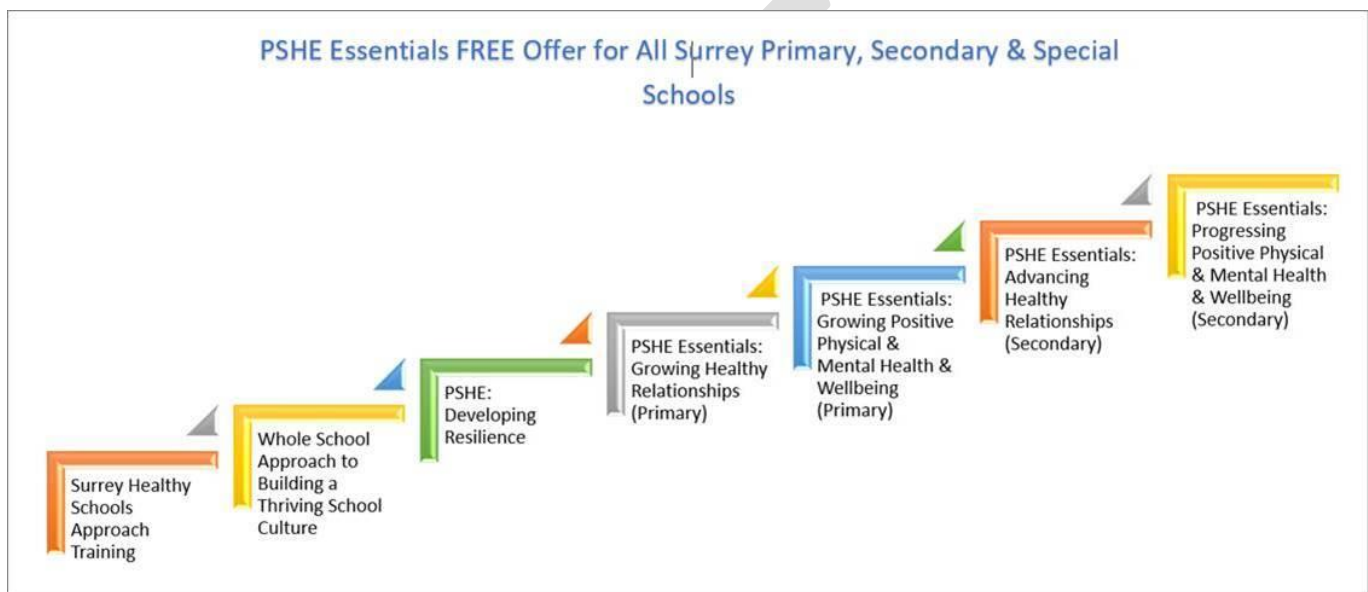 PSHE Essentials FREE Offer for All Surrey Primary, Secondary & Special
Schools
Surrey Healthy
Schools
Approach
Training
Whole School
Approach to
Building a
Thriving School
Culture
PSHE:
Developing
Resilience
PSHE Essentials:
Growing Healthy
Relationships
(Primary)
PSHE Essentials:
Growing Positive
Physical &
Mental Health &
Wellbeing
(Primary)
PSHE Essentials:
Advancing
Healthy
Relationships
(Secondary)
PSHE Essentials:
Progressing
Positive Physical
& Mental Health
& Wellbeing
(Secondary)